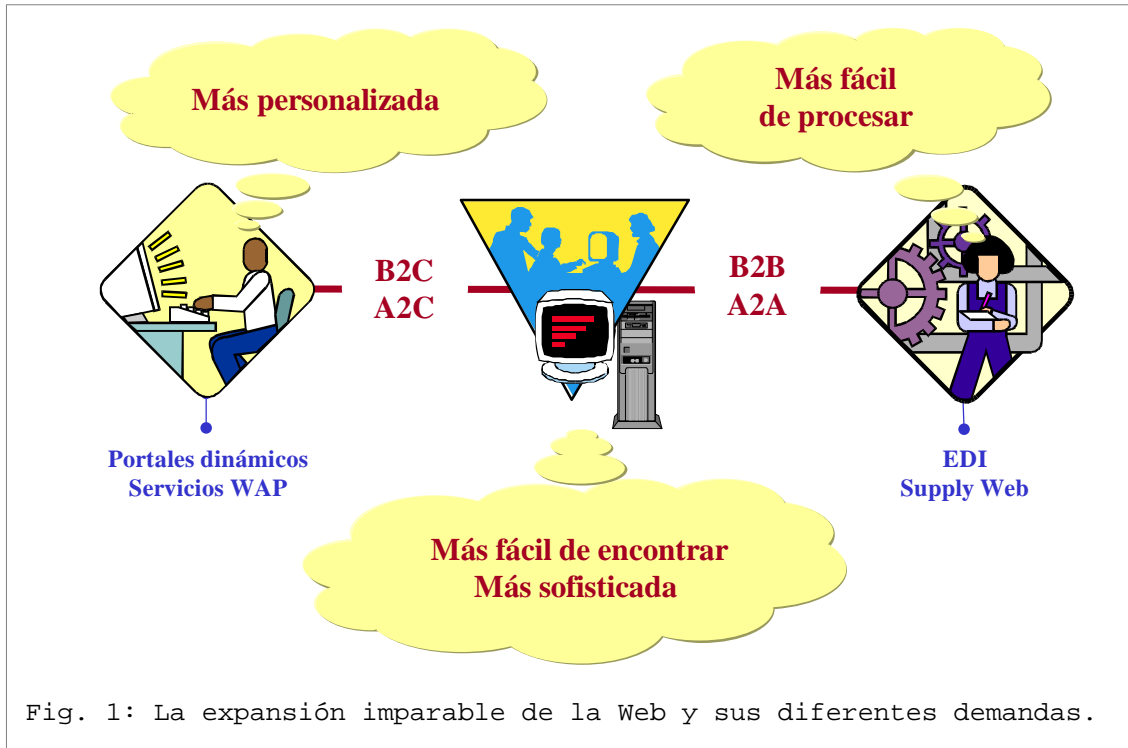 Más personalizada
Más fácil
de procesar
B2C
A2C
B2B
A2A
Portales dinámicos
Servicios WAP
EDI
Supply Web
Más fácil de encontrar
Más sofisticada
Fig. 1: La expansión imparable de la Web y sus diferentes demandas.